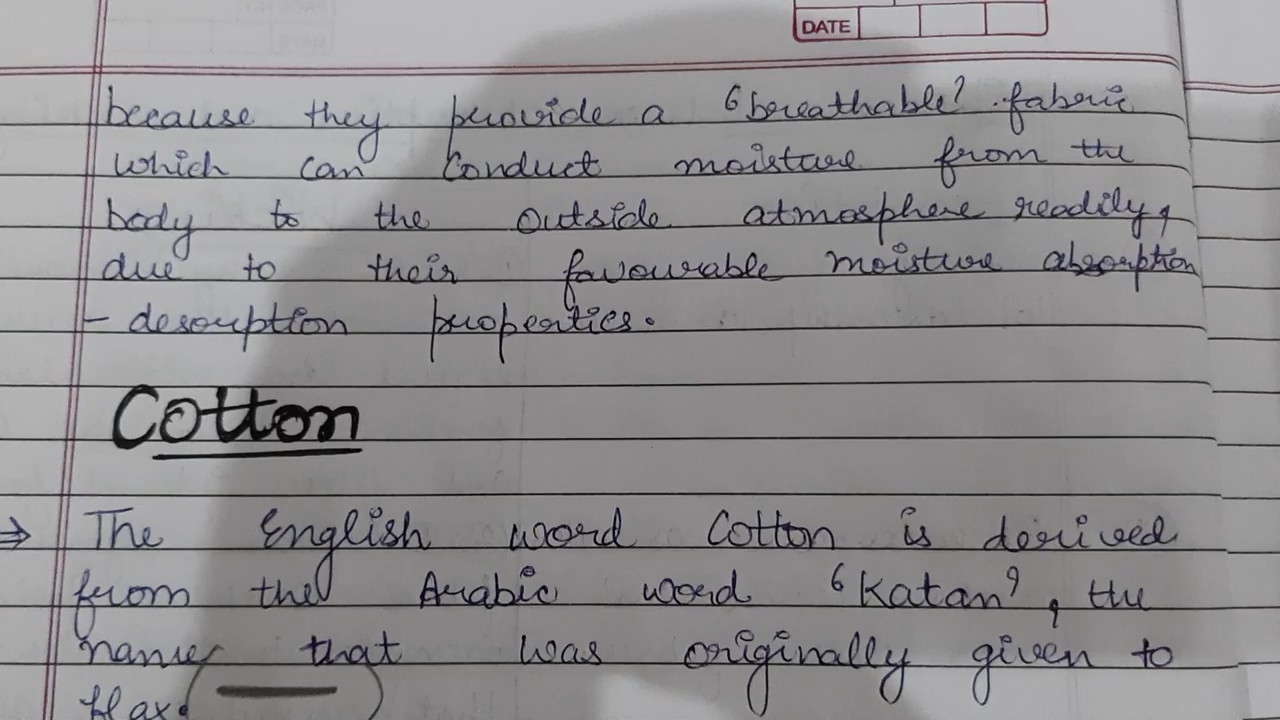 DATE
because they provide a 'breathable' fabric
which can conduct moisture from the
body to the outside atmosphere readily,
due to their favourable moisture absorption
- desorption properties.
Cotton
⇒ The English word Cotton is derived
from the Arabic word 'Katan', the
name that was originally given to
flax.